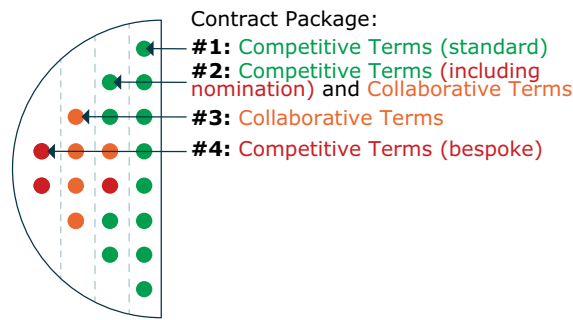 Contract Package:
#1: Competitive Terms (standard)
#2: Competitive Terms (including
nomination) and Collaborative Terms
#3: Collaborative Terms
#4: Competitive Terms (bespoke)